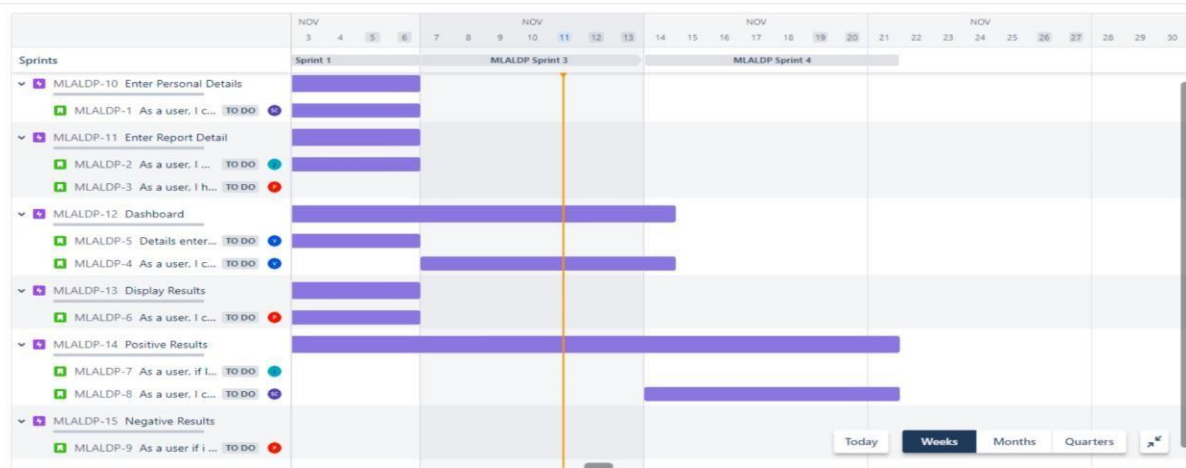 NOV NOV NOV NOV
3 4 5 6 7 8 9 10 11 12 13 14 15 16 17 18 19 20 21 22 23 24 25 26 27 28 29 30
Sprints Sprint 1 MLALDP Sprint 3 MLALDP Sprint 4
MLALDP-10 Enter Personal Details
MLALDP-1 As a user, I c... TO DO SC
MLALDP-11 Enter Report Detail
MLALDP-2 As a user, I ... TO DO
MLALDP-3 As a user, I h... TO DO P
MLALDP-12 Dashboard
MLALDP-5 Details enter... TO DO V
MLALDP-4 As a user, I c... TO DO V
MLALDP-13 Display Results
MLALDP-6 As a user, I c... TO DO P
MLALDP-14 Positive Results
MLALDP-7 As a user, if I... TO DO
MLALDP-8 As a user, I c... TO DO SC
MLALDP-15 Negative Results
MLALDP-9 As a user if i ... TO DO P
Today Weeks Months Quarters